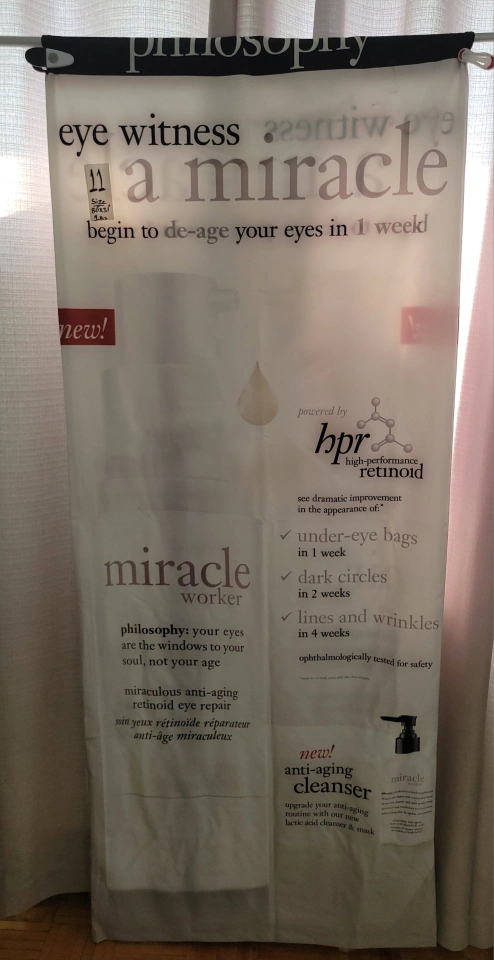 philosophy
eye witness
a miracle
11
Size
begin to de-age your eyes in 1 week!
new!
powered by
hpr
high-performance
retinoid
see dramatic improvement
in the appearance of:*
✓ under-eye bags
in 1 week
✓ dark circles
in 2 weeks
✓ lines and wrinkles
in 4 weeks
ophthalmologically tested for safety
miracle
worker
philosophy: your eyes
are the windows to your
soul, not your age
miraculous anti-aging
retinoid eye repair
soin yeux rétinoïde réparateur
anti-âge miraculeux
new!
anti-aging
cleanser
upgrade your anti-aging
routine with our new
lactic acid cleanser & mask
miracle